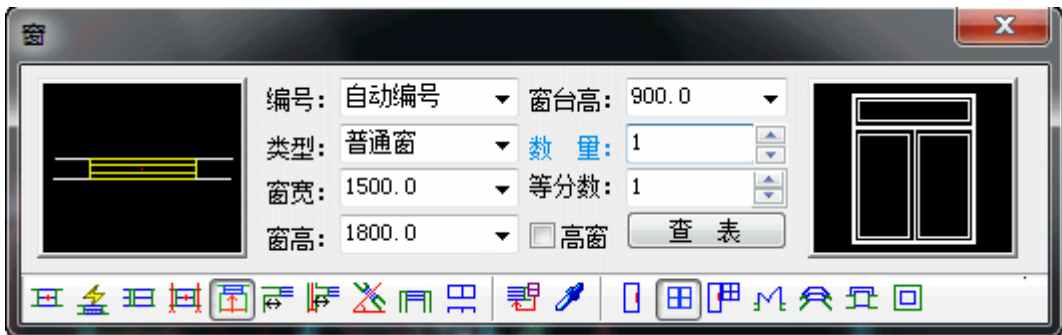 窗
编号： 自动编号 窗台高： 900.0
类型： 普通窗 数 量： 1
窗宽： 1500.0 等分数： 1
窗高： 1800.0 高窗 查 表